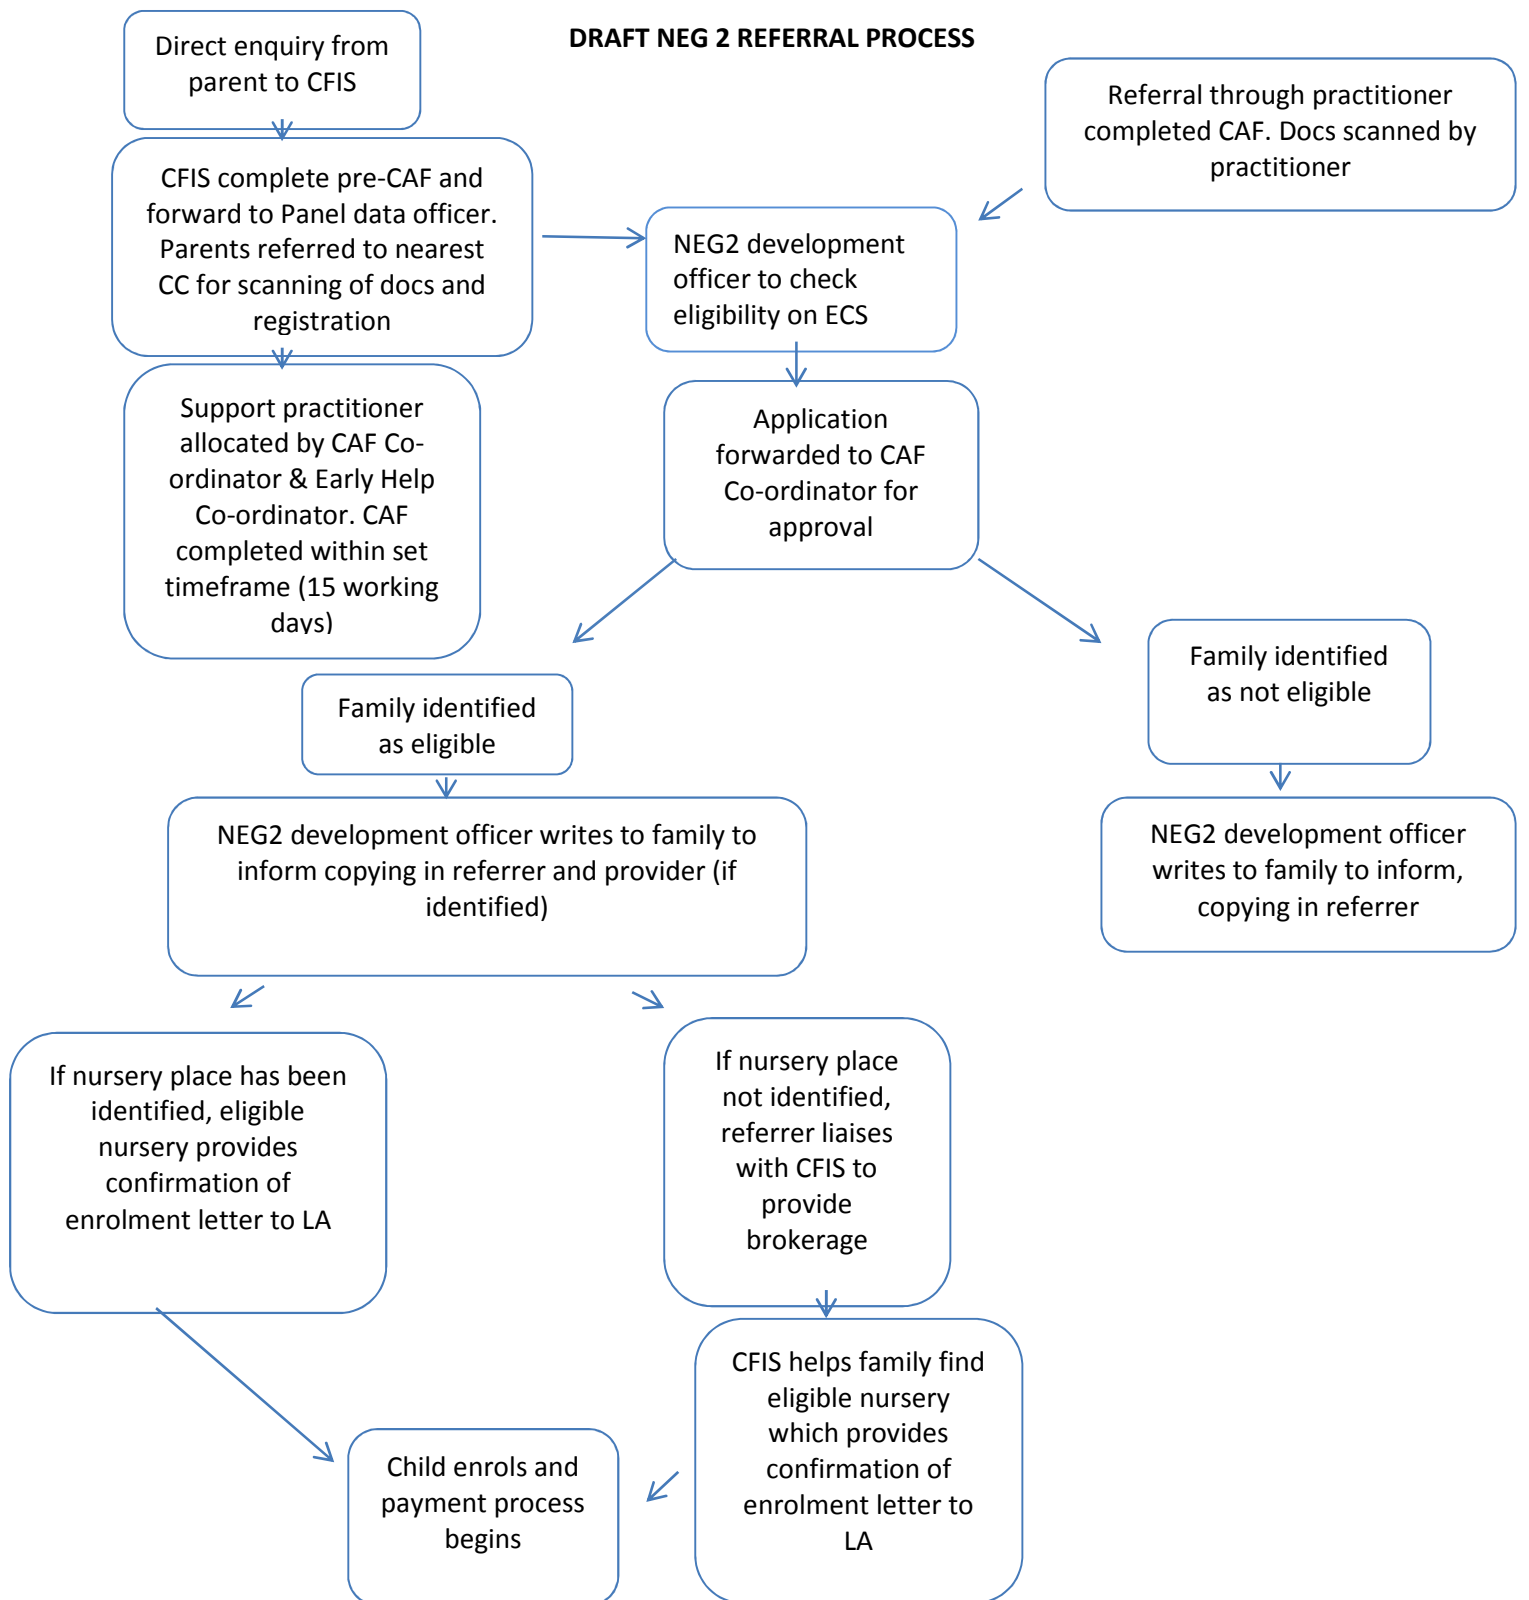 DRAFT NEG 2 REFERRAL PROCESS
Direct enquiry from
parent to CFIS
Referral through practitioner
completed CAF. Docs scanned by
practitioner
CFIS complete pre-CAF and
forward to Panel data officer.
Parents referred to nearest
CC for scanning of docs and
registration
NEG2 development
officer to check
eligibility on ECS
Support practitioner
allocated by CAF Co-
ordinator & Early Help
Co-ordinator. CAF
completed within set
timeframe (15 working
days)
Application
forwarded to CAF
Co-ordinator for
approval
Family identified
as eligible
Family identified
as not eligible
NEG2 development officer writes to family to
inform copying in referrer and provider (if
identified)
NEG2 development officer
writes to family to inform,
copying in referrer
If nursery place has been
identified, eligible
nursery provides
confirmation of
enrolment letter to LA
If nursery place
not identified,
referrer liaises
with CFIS to
provide
brokerage
CFIS helps family find
eligible nursery
which provides
confirmation of
enrolment letter to
LA
Child enrols and
payment process
begins